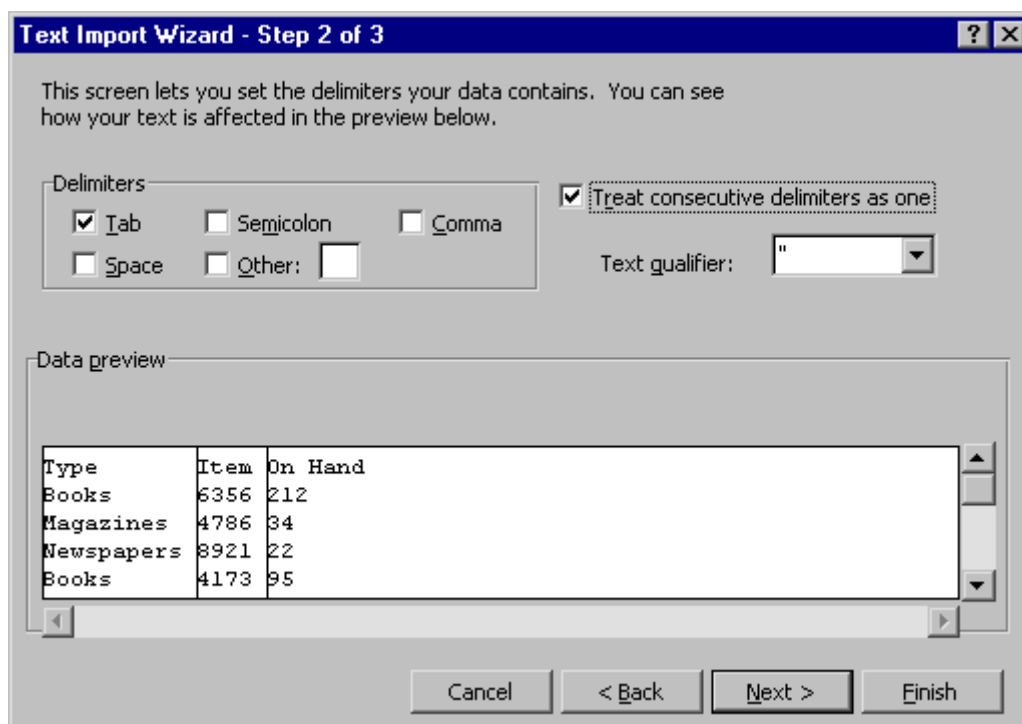 Text Import Wizard - Step 2 of 3
This screen lets you set the delimiters your data contains.  You can see
how your text is affected in the preview below.
Delimiters
Tab
Semicolon
Comma
Space
Other:
Treat consecutive delimiters as one
Text qualifier: "
Data preview
Type Item On Hand
Books 6356 212
Magazines 4786 34
Newspapers 8921 22
Books 4173 95
Cancel < Back Next > Finish